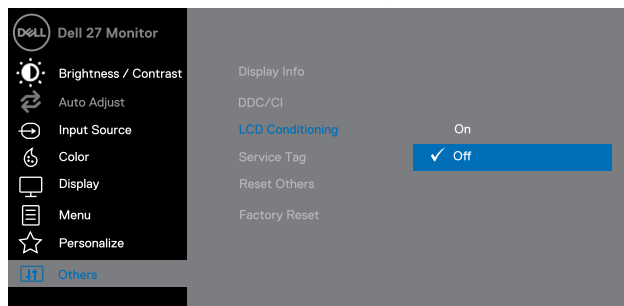 DELL Dell 27 Monitor
Brightness / Contrast
Auto Adjust
Input Source
Color
Display
Menu
Personalize
Others
Display Info
DDC/CI
LCD Conditioning
Service Tag
Reset Others
Factory Reset
On
Off